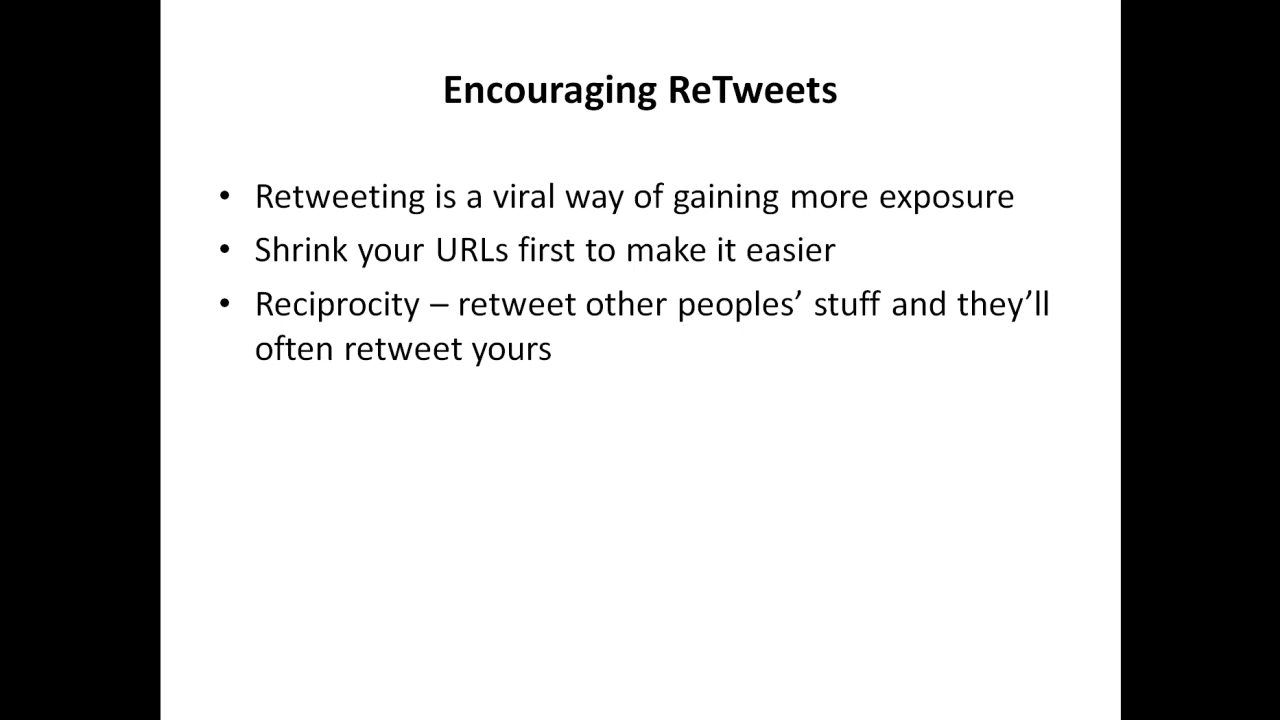 Encouraging ReTweets
• Retweeting is a viral way of gaining more exposure
• Shrink your URLs first to make it easier
• Reciprocity – retweet other peoples’ stuff and they’ll
often retweet yours